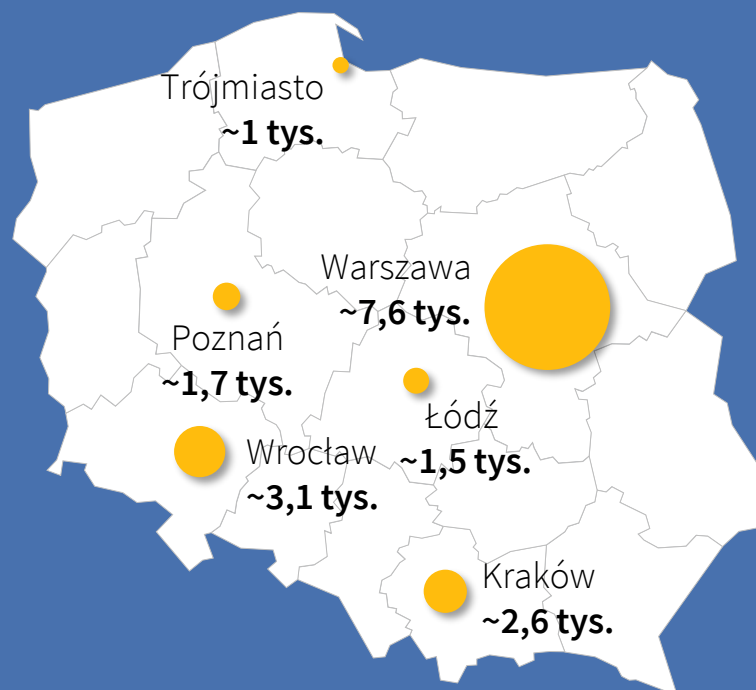 Trójmiasto
~1 tys.
Warszawa
~7,6 tys.
Poznań
~1,7 tys.
Łódź
~1,5 tys.
Wrocław
~3,1 tys.
Kraków
~2,6 tys.